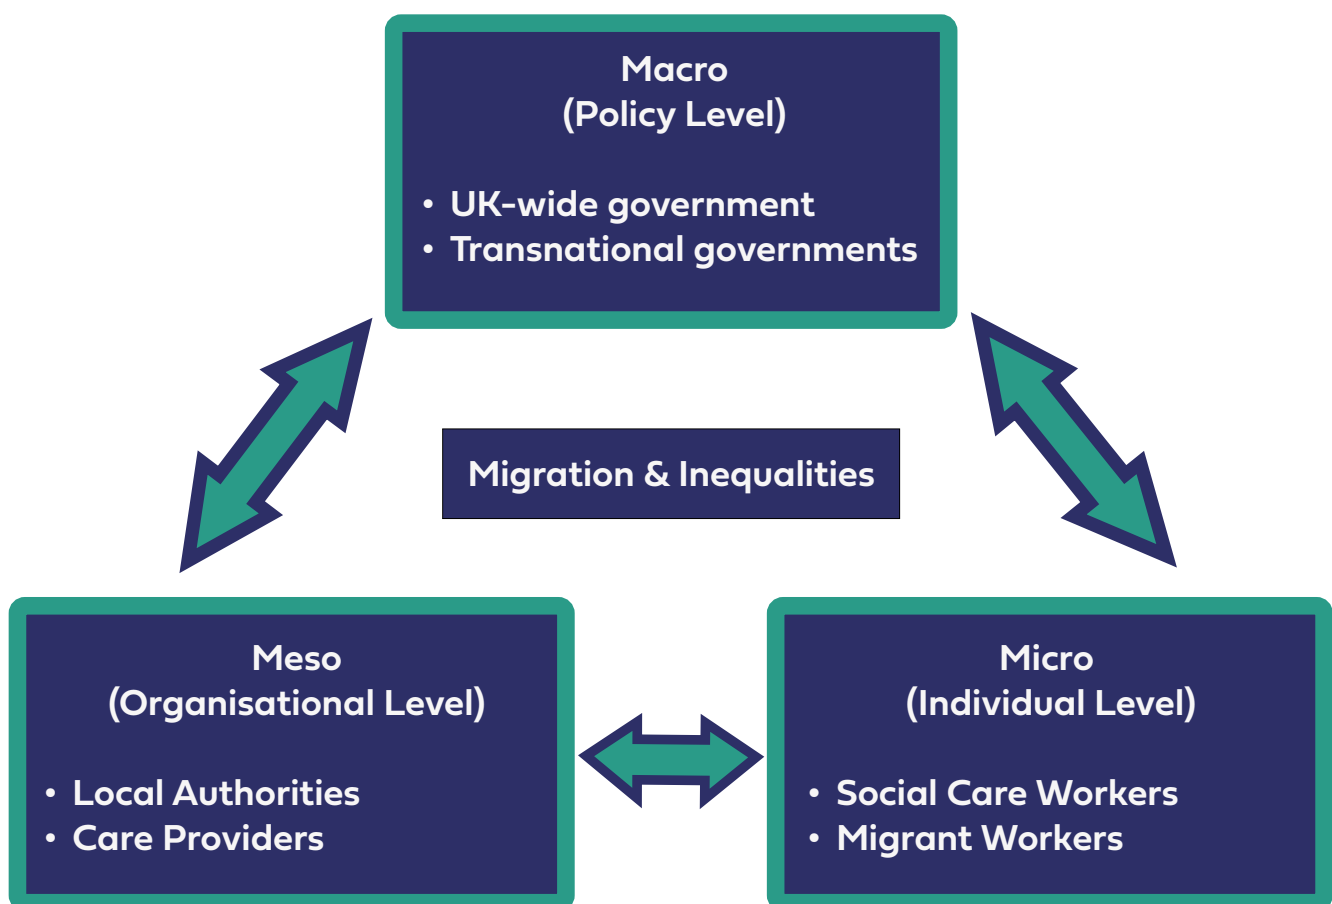 Macro
(Policy Level)
• UK-wide government
• Transnational governments
Migration & Inequalities
Meso
(Organisational Level)
• Local Authorities
• Care Providers
Micro
(Individual Level)
• Social Care Workers
• Migrant Workers